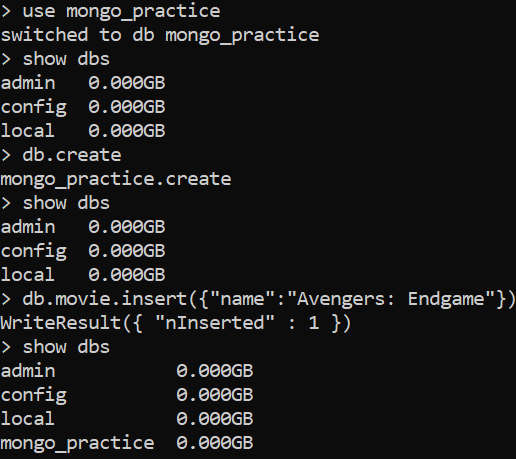 > use mongo_practice
switched to db mongo_practice
> show dbs
admin   0.000GB
config  0.000GB
local   0.000GB
> db.create
mongo_practice.create
> show dbs
admin   0.000GB
config  0.000GB
local   0.000GB
> db.movie.insert({"name":"Avengers: Endgame"})
WriteResult({ "nInserted" : 1 })
> show dbs
admin           0.000GB
config          0.000GB
local           0.000GB
mongo_practice  0.000GB